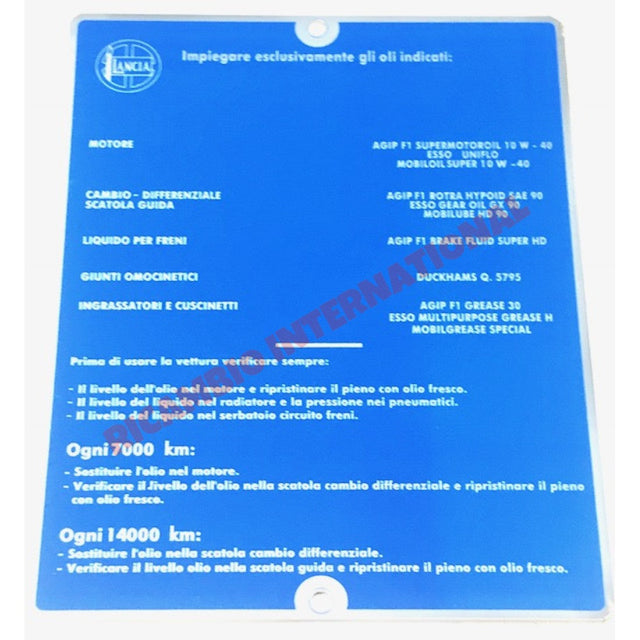 LANCIA
Impiegare esclusivamente gli oli indicati:
MOTORE
AGIP F1 SUPERMOTOROIL 10 W - 40
ESSO UNIFLO
MOBILOIL SUPER 10 W -40
CAMBIO - DIFFERENZIALE
SCATOLA GUIDA
AGIP F1 ROTRA HYPOID SAE 90
ESSO GEAR OIL GX 90
MOBILUBE HD 90
LIQUIDO PER FRENI
AGIP F1 BRAKE FLUID SUPER HD
GIUNTI OMOCINETICI
DUCKHAMS Q. 5795
INGRASSATORI E CUSCINETTI
AGIP F1 GREASE 30
ESSO MULTIPURPOSE GREASE H
MOBILGREASE SPECIAL
RICAMBIO INTERNATIONAL
Prima di usare la vettura verificare sempre:
- Il livello dell'olio nel motore e ripristinare il pieno con olio fresco.
- Il livello del liquido nel radiatore e la pressione nei pneumatici.
- Il livello del liquido nel serbatoio circuito freni.
Ogni 7000 km:
- Sostituire l'olio nel motore.
- Verificare il livello dell'olio nella scatola cambio differenziale e ripristinare il pieno
con olio fresco.
Ogni 14000 km:
- Sostituire l'olio nella scatola cambio differenziale.
- Verificare il livello olio nella scatola guida e ripristinare il pieno con olio fresco.